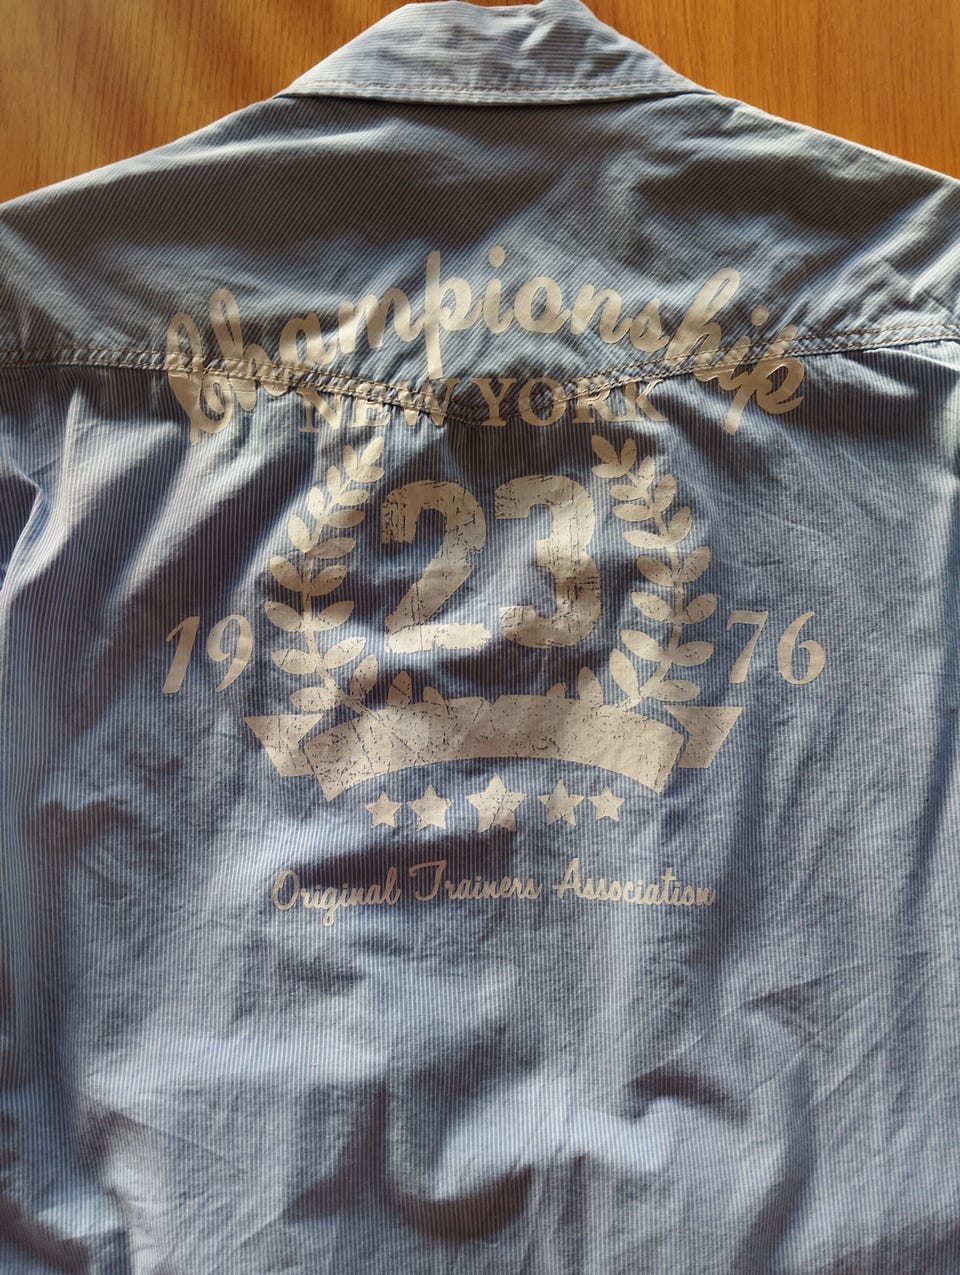 Championship
NEW YORK
23
19 76
Original Trainers Association